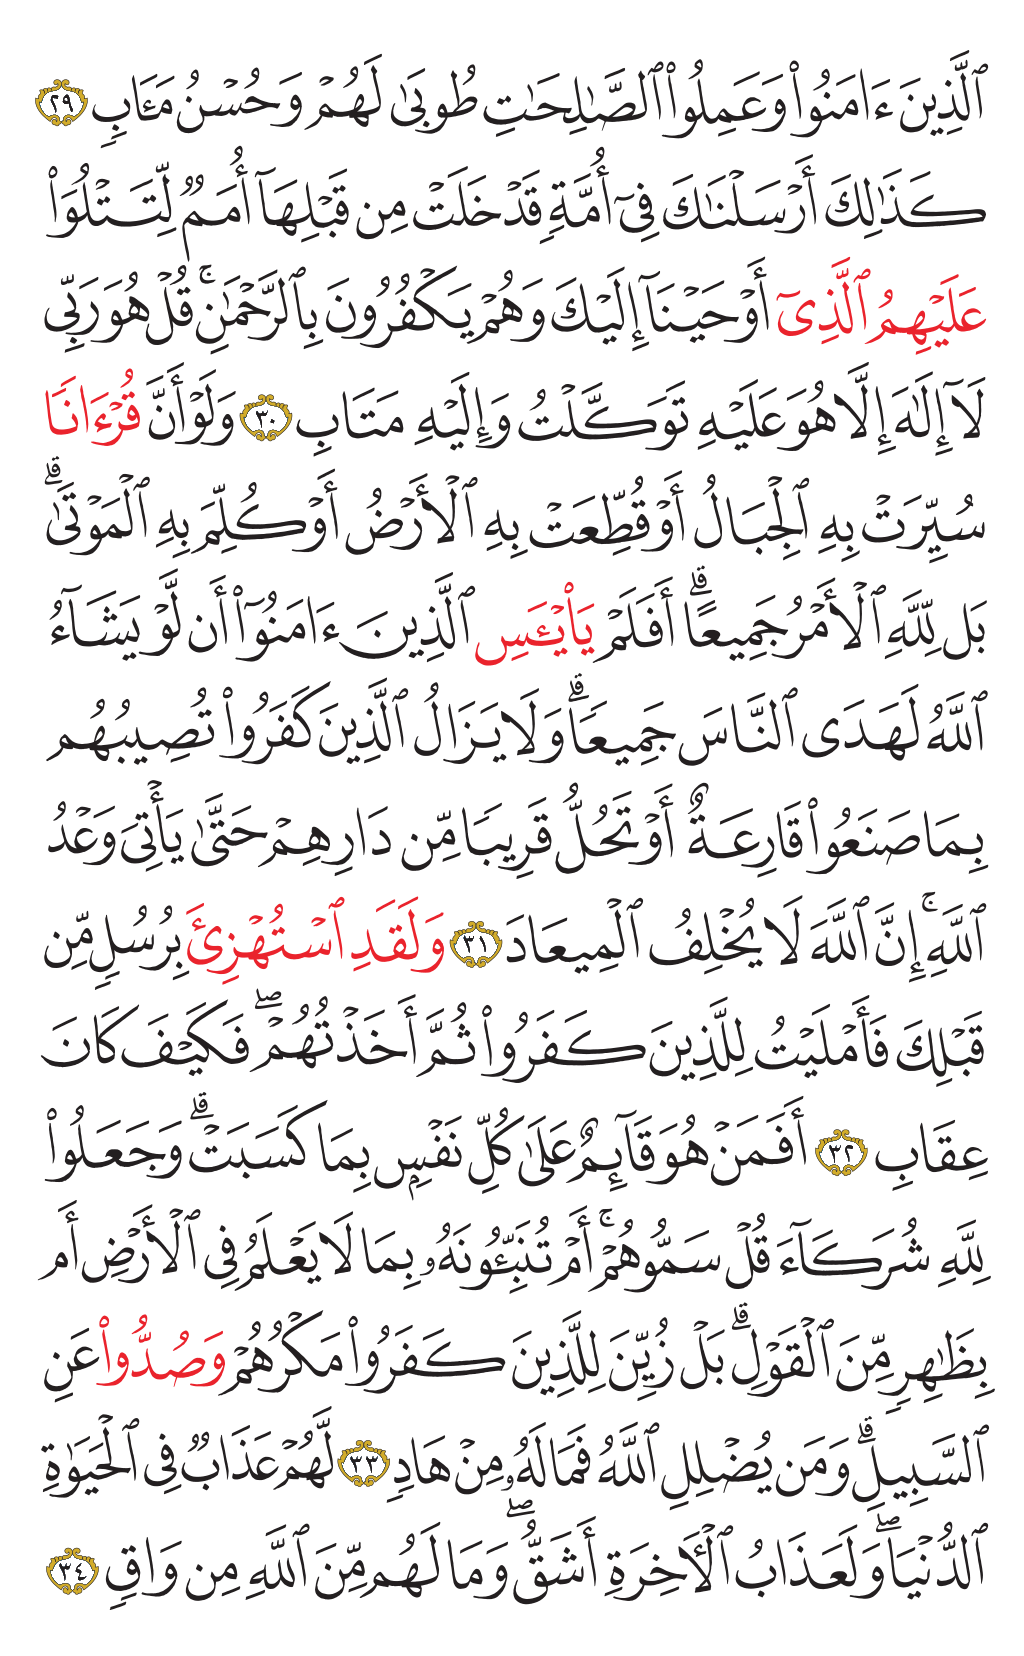 ٱلَّذِينَ ءَامَنُوا۟ وَعَمِلُوا۟ ٱلصَّـٰلِحَـٰتِ طُوبَىٰ لَهُمْ وَحُسْنُ مَـَٔابٍ ٢٩
كَذَٰلِكَ أَرْسَلْنَـٰكَ فِىٓ أُمَّةٍ قَدْ خَلَتْ مِن قَبْلِهَآ أُمَمٌ لِّتَتْلُوَا۟
عَلَيْهِمُ ٱلَّذِىٓ أَوْحَيْنَآ إِلَيْكَ وَهُمْ يَكْفُرُونَ بِٱلرَّحْمَـٰنِ ۚ قُلْ هُوَ رَبِّى
لَآ إِلَـٰهَ إِلَّا هُوَ عَلَيْهِ تَوَكَّلْتُ وَإِلَيْهِ مَتَابِ ٣٠ وَلَوْ أَنَّ قُرْءَانًا
سُيِّرَتْ بِهِ ٱلْجِبَالُ أَوْ قُطِّعَتْ بِهِ ٱلْأَرْضُ أَوْ كُلِّمَ بِهِ ٱلْمَوْتَىٰ ۗ
بَل لِّلَّهِ ٱلْأَمْرُ جَمِيعًا ۗ أَفَلَمْ يَا۟يْـَٔسِ ٱلَّذِينَ ءَامَنُوٓا۟ أَن لَّوْ يَشَآءُ
ٱللَّهُ لَهَدَى ٱلنَّاسَ جَمِيعًا ۗ وَلَا يَزَالُ ٱلَّذِينَ كَفَرُوا۟ تُصِيبُهُم
بِمَا صَنَعُوا۟ قَارِعَةٌ أَوْ تَحُلُّ قَرِيبًا مِّن دَارِهِمْ حَتَّىٰ يَأْتِىَ وَعْدُ
ٱللَّهِ ۚ إِنَّ ٱللَّهَ لَا يُخْلِفُ ٱلْمِيعَادَ ٣١ وَلَقَدِ ٱسْتُهْزِئَ بِرُسُلٍ مِّن
قَبْلِكَ فَأَمْلَيْتُ لِلَّذِينَ كَفَرُوا۟ ثُمَّ أَخَذْتُهُمْ ۖ فَكَيْفَ كَانَ
عِقَابِ ٣٢ أَفَمَنْ هُوَ قَآئِمٌ عَلَىٰ كُلِّ نَفْسٍۭ بِمَا كَسَبَتْ ۗ وَجَعَلُوا۟
لِلَّهِ شُرَكَآءَ قُلْ سَمُّوهُمْ ۚ أَمْ تُنَبِّـُٔونَهُۥ بِمَا لَا يَعْلَمُ فِى ٱلْأَرْضِ أَم
بِظَـٰهِرٍ مِّنَ ٱلْقَوْلِ ۗ بَلْ زُيِّنَ لِلَّذِينَ كَفَرُوا۟ مَكْرُهُمْ وَصُدُّوا۟ عَنِ
ٱلسَّبِيلِ ۗ وَمَن يُضْلِلِ ٱللَّهُ فَمَا لَهُۥ مِنْ هَادٍ ٣٣ لَّهُمْ عَذَابٌ فِى ٱلْحَيَوٰةِ
ٱلدُّنْيَا ۖ وَلَعَذَابُ ٱلْـَٔاخِرَةِ أَشَقُّ ۖ وَمَا لَهُم مِّنَ ٱللَّهِ مِن وَاقٍ ٣٤